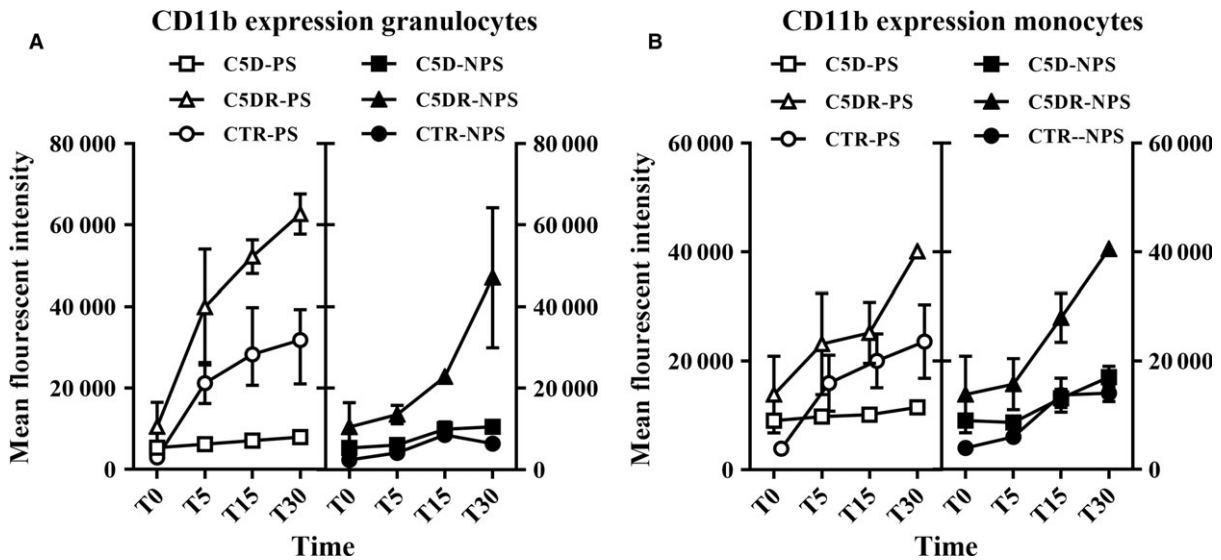 CD11b expression granulocytes
A
C5D-PS
C5D-NPS
C5DR-PS
C5DR-NPS
CTR-PS
CTR-NPS
80 000
60 000
40 000
20 000
0
80 000
60 000
40 000
20 000
0
Mean flourescent intensity
T0 T5 T15 T30 T0 T5 T15 T30
Time
CD11b expression monocytes
B
C5D-PS
C5D-NPS
C5DR-PS
C5DR-NPS
CTR-PS
CTR--NPS
60 000
40 000
20 000
0
60 000
40 000
20 000
0
Mean flourescent intensity
T0 T5 T15 T30 T0 T5 T15 T30
Time